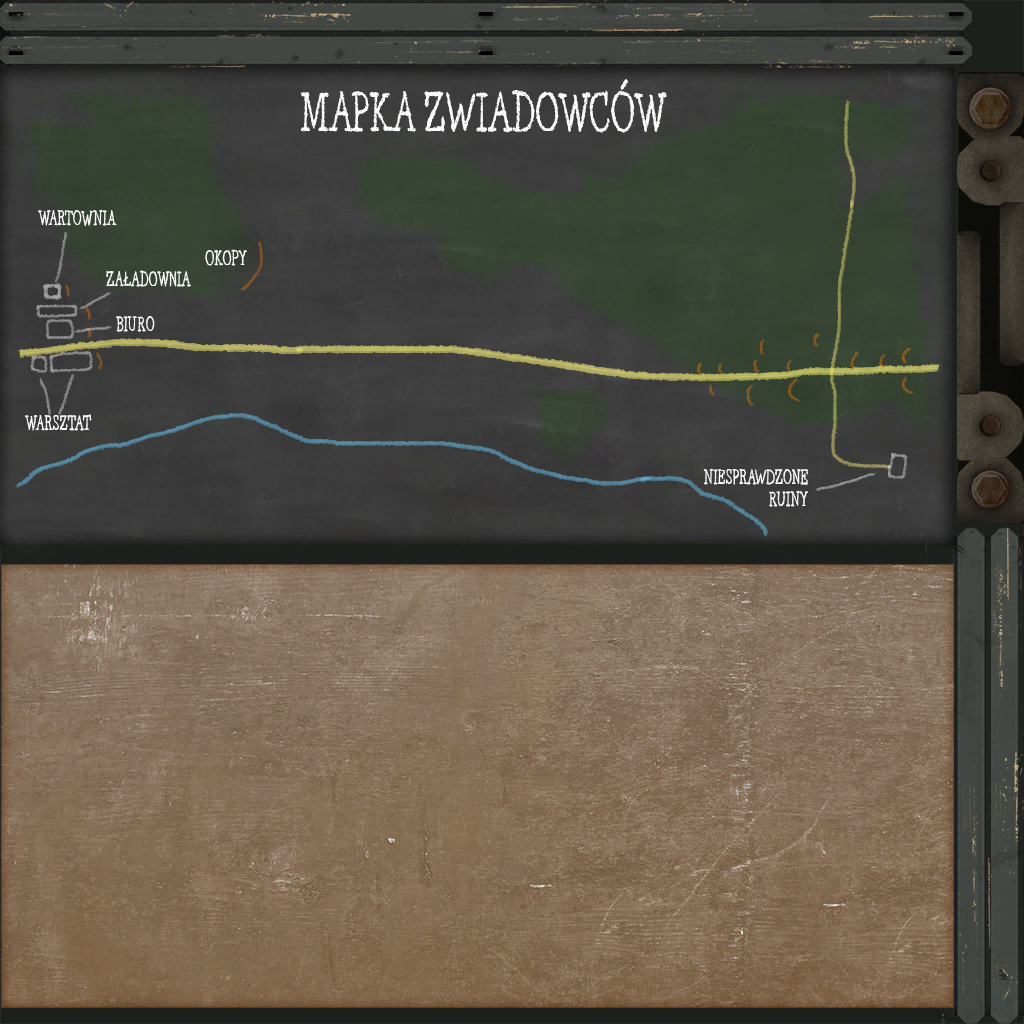 MAPKA ZWIADOWCÓW
WARTOWNIA
OKOPY
ZAŁADOWNIA
BIURO
WARSZTAT
NIESPRAWDZONE
RUINY